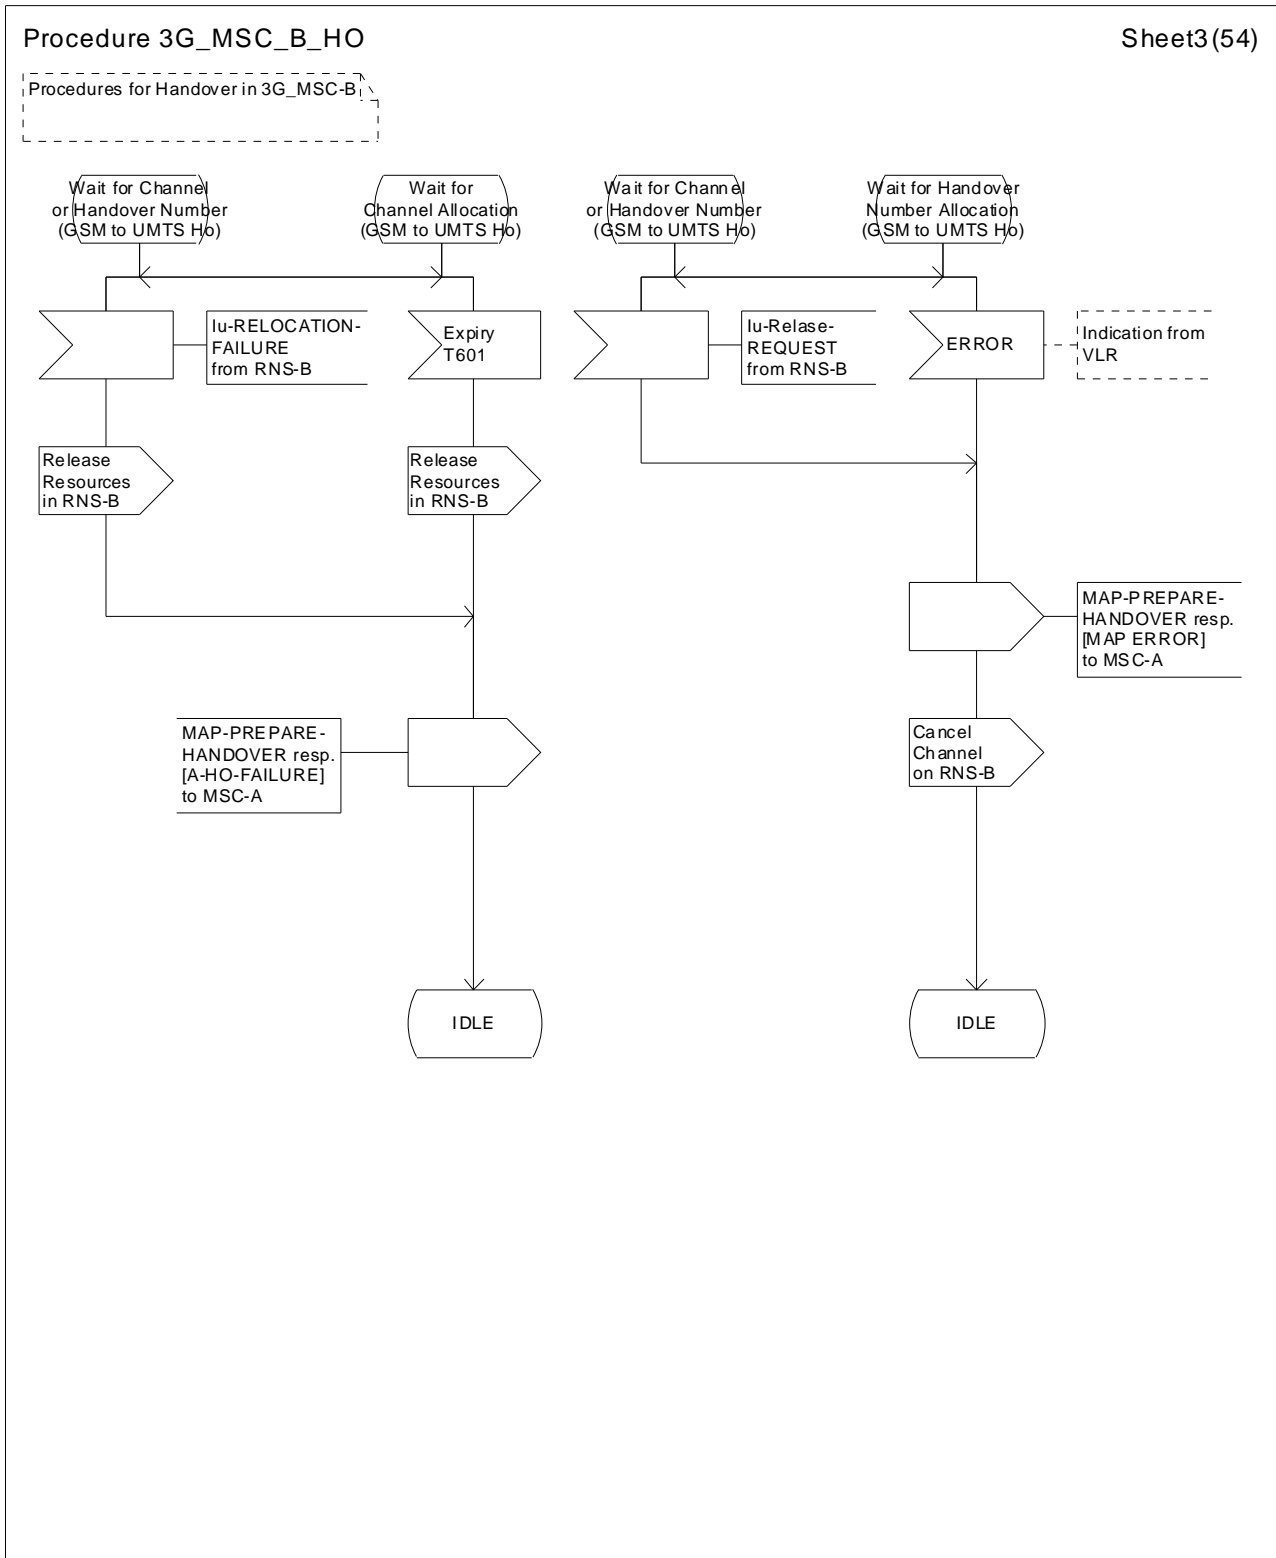 Procedure 3G_MSC_B_HO
Sheet3(54)
Procedures for Handover in 3G_MSC-B
Wait for Channel
or Handover Number
(GSM to UMTS Ho)
Wait for
Channel Allocation
(GSM to UMTS Ho)
Wait for Channel
or Handover Number
(GSM to UMTS Ho)
Wait for Handover
Number Allocation
(GSM to UMTS Ho)
Iu-RELOCATION-
FAILURE
from RNS-B
Expiry
T601
Iu-Relase-
REQUEST
from RNS-B
ERROR
Indication from
VLR
Release
Resources
in RNS-B
Release
Resources
in RNS-B
MAP-PREPARE-
HANDOVER resp.
[MAP ERROR]
to MSC-A
MAP-PREPARE-
HANDOVER resp.
[A-HO-FAILURE]
to MSC-A
Cancel
Channel
on RNS-B
IDLE
IDLE